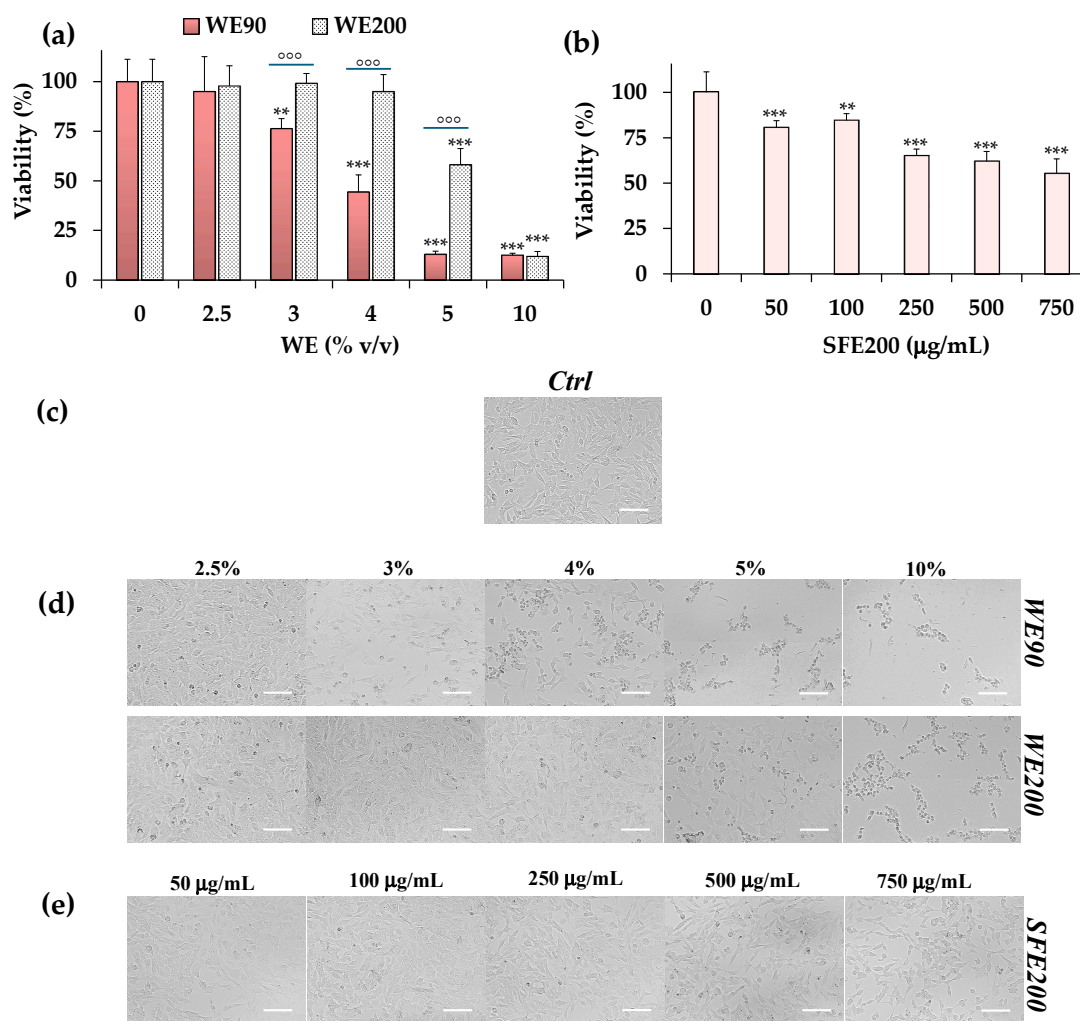 (a)
WE90 WE200
Viability (%)
100
75
50
25
0
°°° °°° °°°
** *** *** *** *** ***
0 2.5 3 4 5 10
WE (% v/v)
(b)
Viability (%)
100
75
50
25
0
*** ** *** *** ***
0 50 100 250 500 750
SFE200 (μg/mL)
(c)
Ctrl
(d)
2.5% 3% 4% 5% 10%
WE90
WE200
(e)
50 μg/mL 100 μg/mL 250 μg/mL 500 μg/mL 750 μg/mL
SFE200